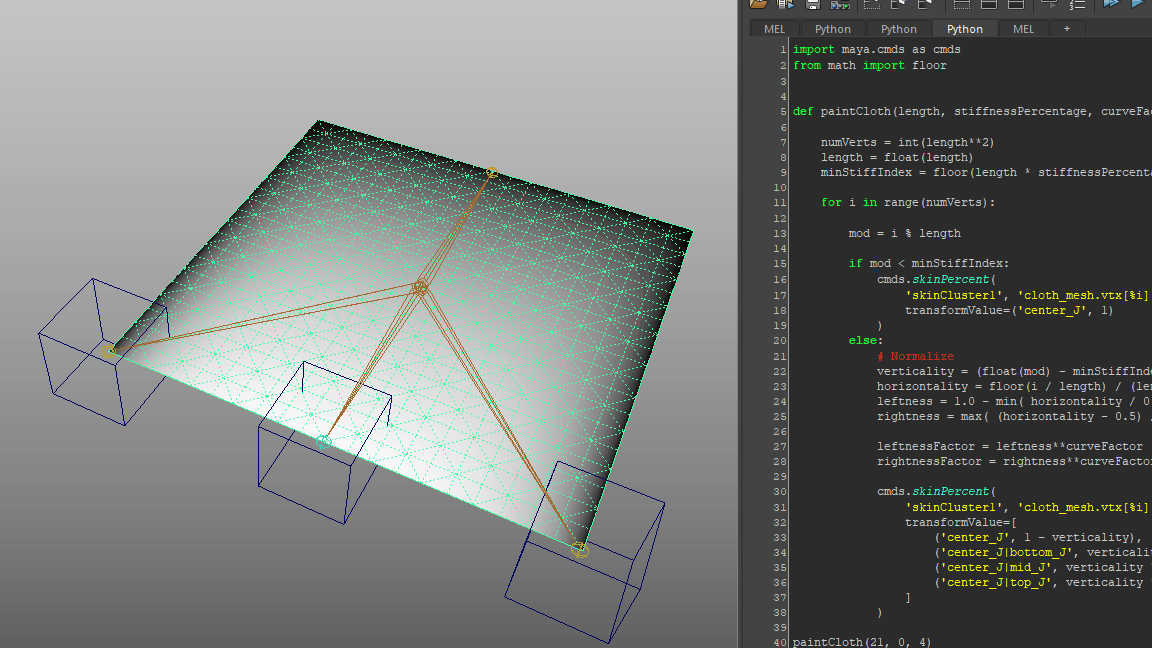 MEL Python Python Python MEL +
1 import maya.cmds as cmds
2 from math import floor
3
4
5 def paintCloth(length, stiffnessPercentage, curveFa
6
7 numVerts = int(length**2)
8 length = float(length)
9 minStiffIndex = floor(length * stiffnessPercenta
10
11 for i in range(numVerts):
12
13 mod = i % length
14
15 if mod < minStiffIndex:
16 cmds.skinPercent(
17 'skinCluster1', 'cloth_mesh.vtx[%i]
18 transformValue=('center_J', 1)
19 )
20 else:
21 # Normalize
22 verticality = (float(mod) - minStiffInde
23 horizontality = floor(i / length) / (len
24 leftness = 1.0 - min( horizontality / 0
25 rightness = max( (horizontality - 0.5) /
26
27 leftnessFactor = leftness**curveFactor
28 rightnessFactor = rightness**curveFactor
29
30 cmds.skinPercent(
31 'skinCluster1', 'cloth_mesh.vtx[%i]
32 transformValue=[
33 ('center_J', 1 - verticality),
34 ('center_J|bottom_J', verticali
35 ('center_J|mid_J', verticality
36 ('center_J|top_J', verticality
37 ]
38 )
39
40 paintCloth(21, 0, 4)